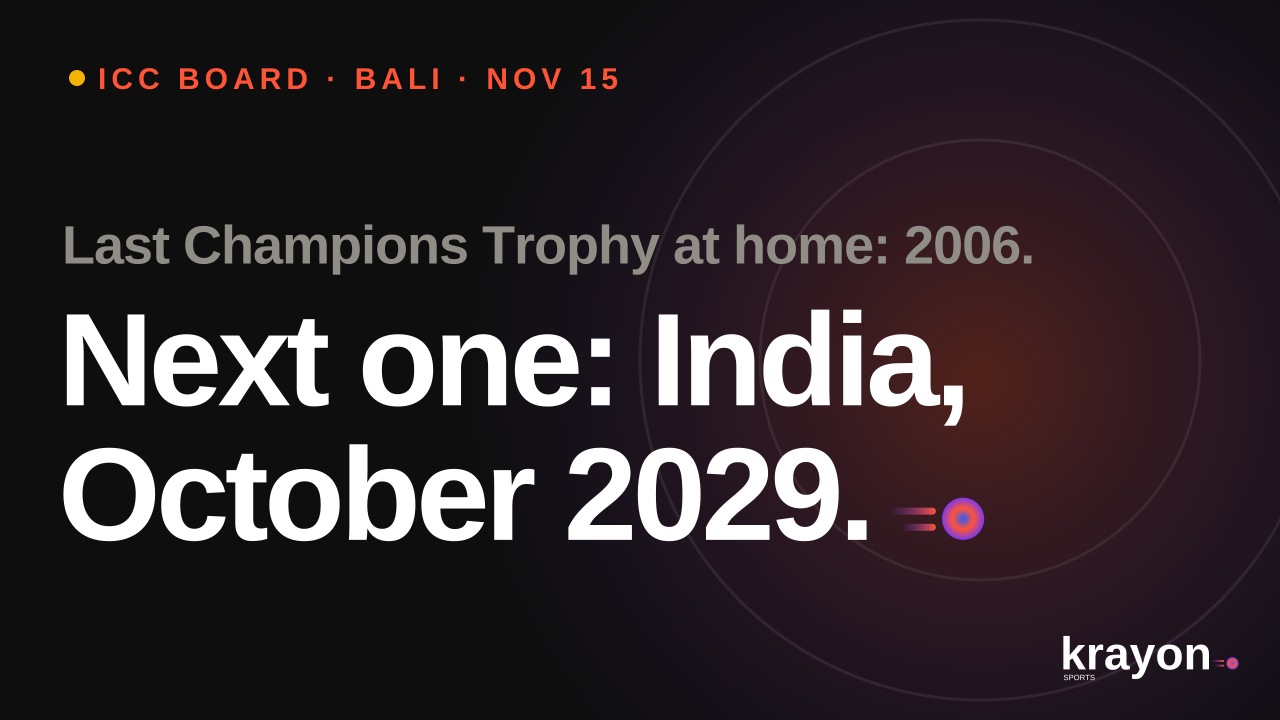 ICC BOARD · BALI · NOV 15
Last Champions Trophy at home: 2006.
Next one: India,
October 2029.
krayon
SPORTS